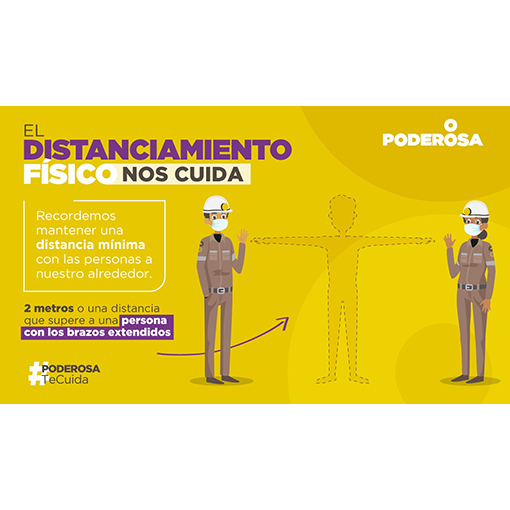 EL
DISTANCIAMIENTO
FÍSICO NOS CUIDA
PODEROSA
Recordemos
mantener una
distancia mínima
con las personas a
nuestro alrededor.
2 metros o una distancia
que supere a una persona
con los brazos extendidos
#PODEROSA
TeCuida